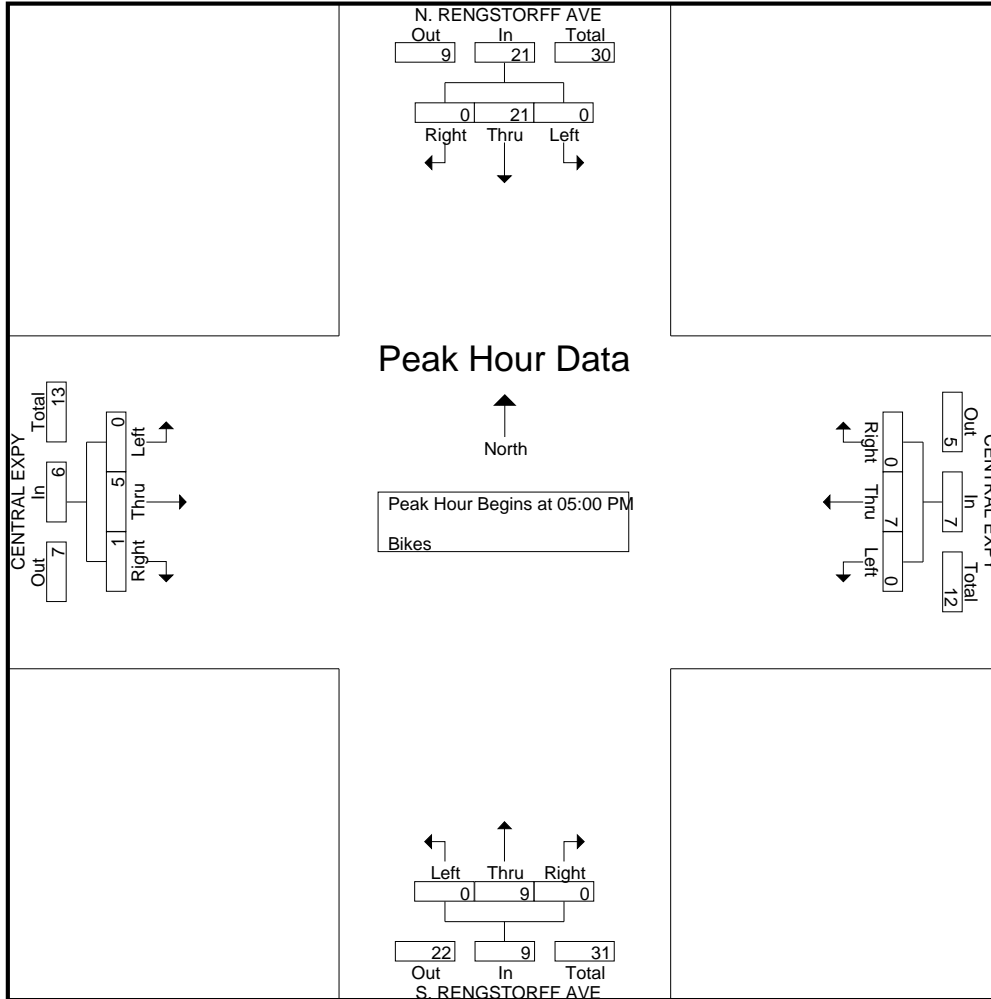 N. RENGSTORFF AVE
Out In Total
9 21 30
0 21 0
Right Thru Left
Peak Hour Data
North
Peak Hour Begins at 05:00 PM
Bikes
CENTRAL EXPY
Total In Out
13 6 7
0 5 1
Left Thru Right
CENTRAL EXPY
Out In Total
5 7 12
0 7 0
Right Thru Left
Left Thru Right
0 9 0
22 9 31
Out In Total
S. RENGSTORFF AVE